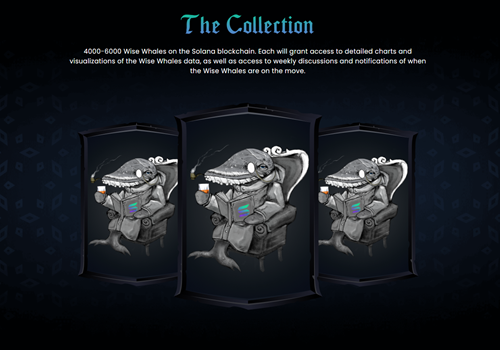 The Collection
4000-6000 Wise Whales on the Solana blockchain. Each will grant access to detailed charts and
visualizations of the Wise Whales data, as well as access to weekly discussions and notifications of when
the Wise Whales are on the move.